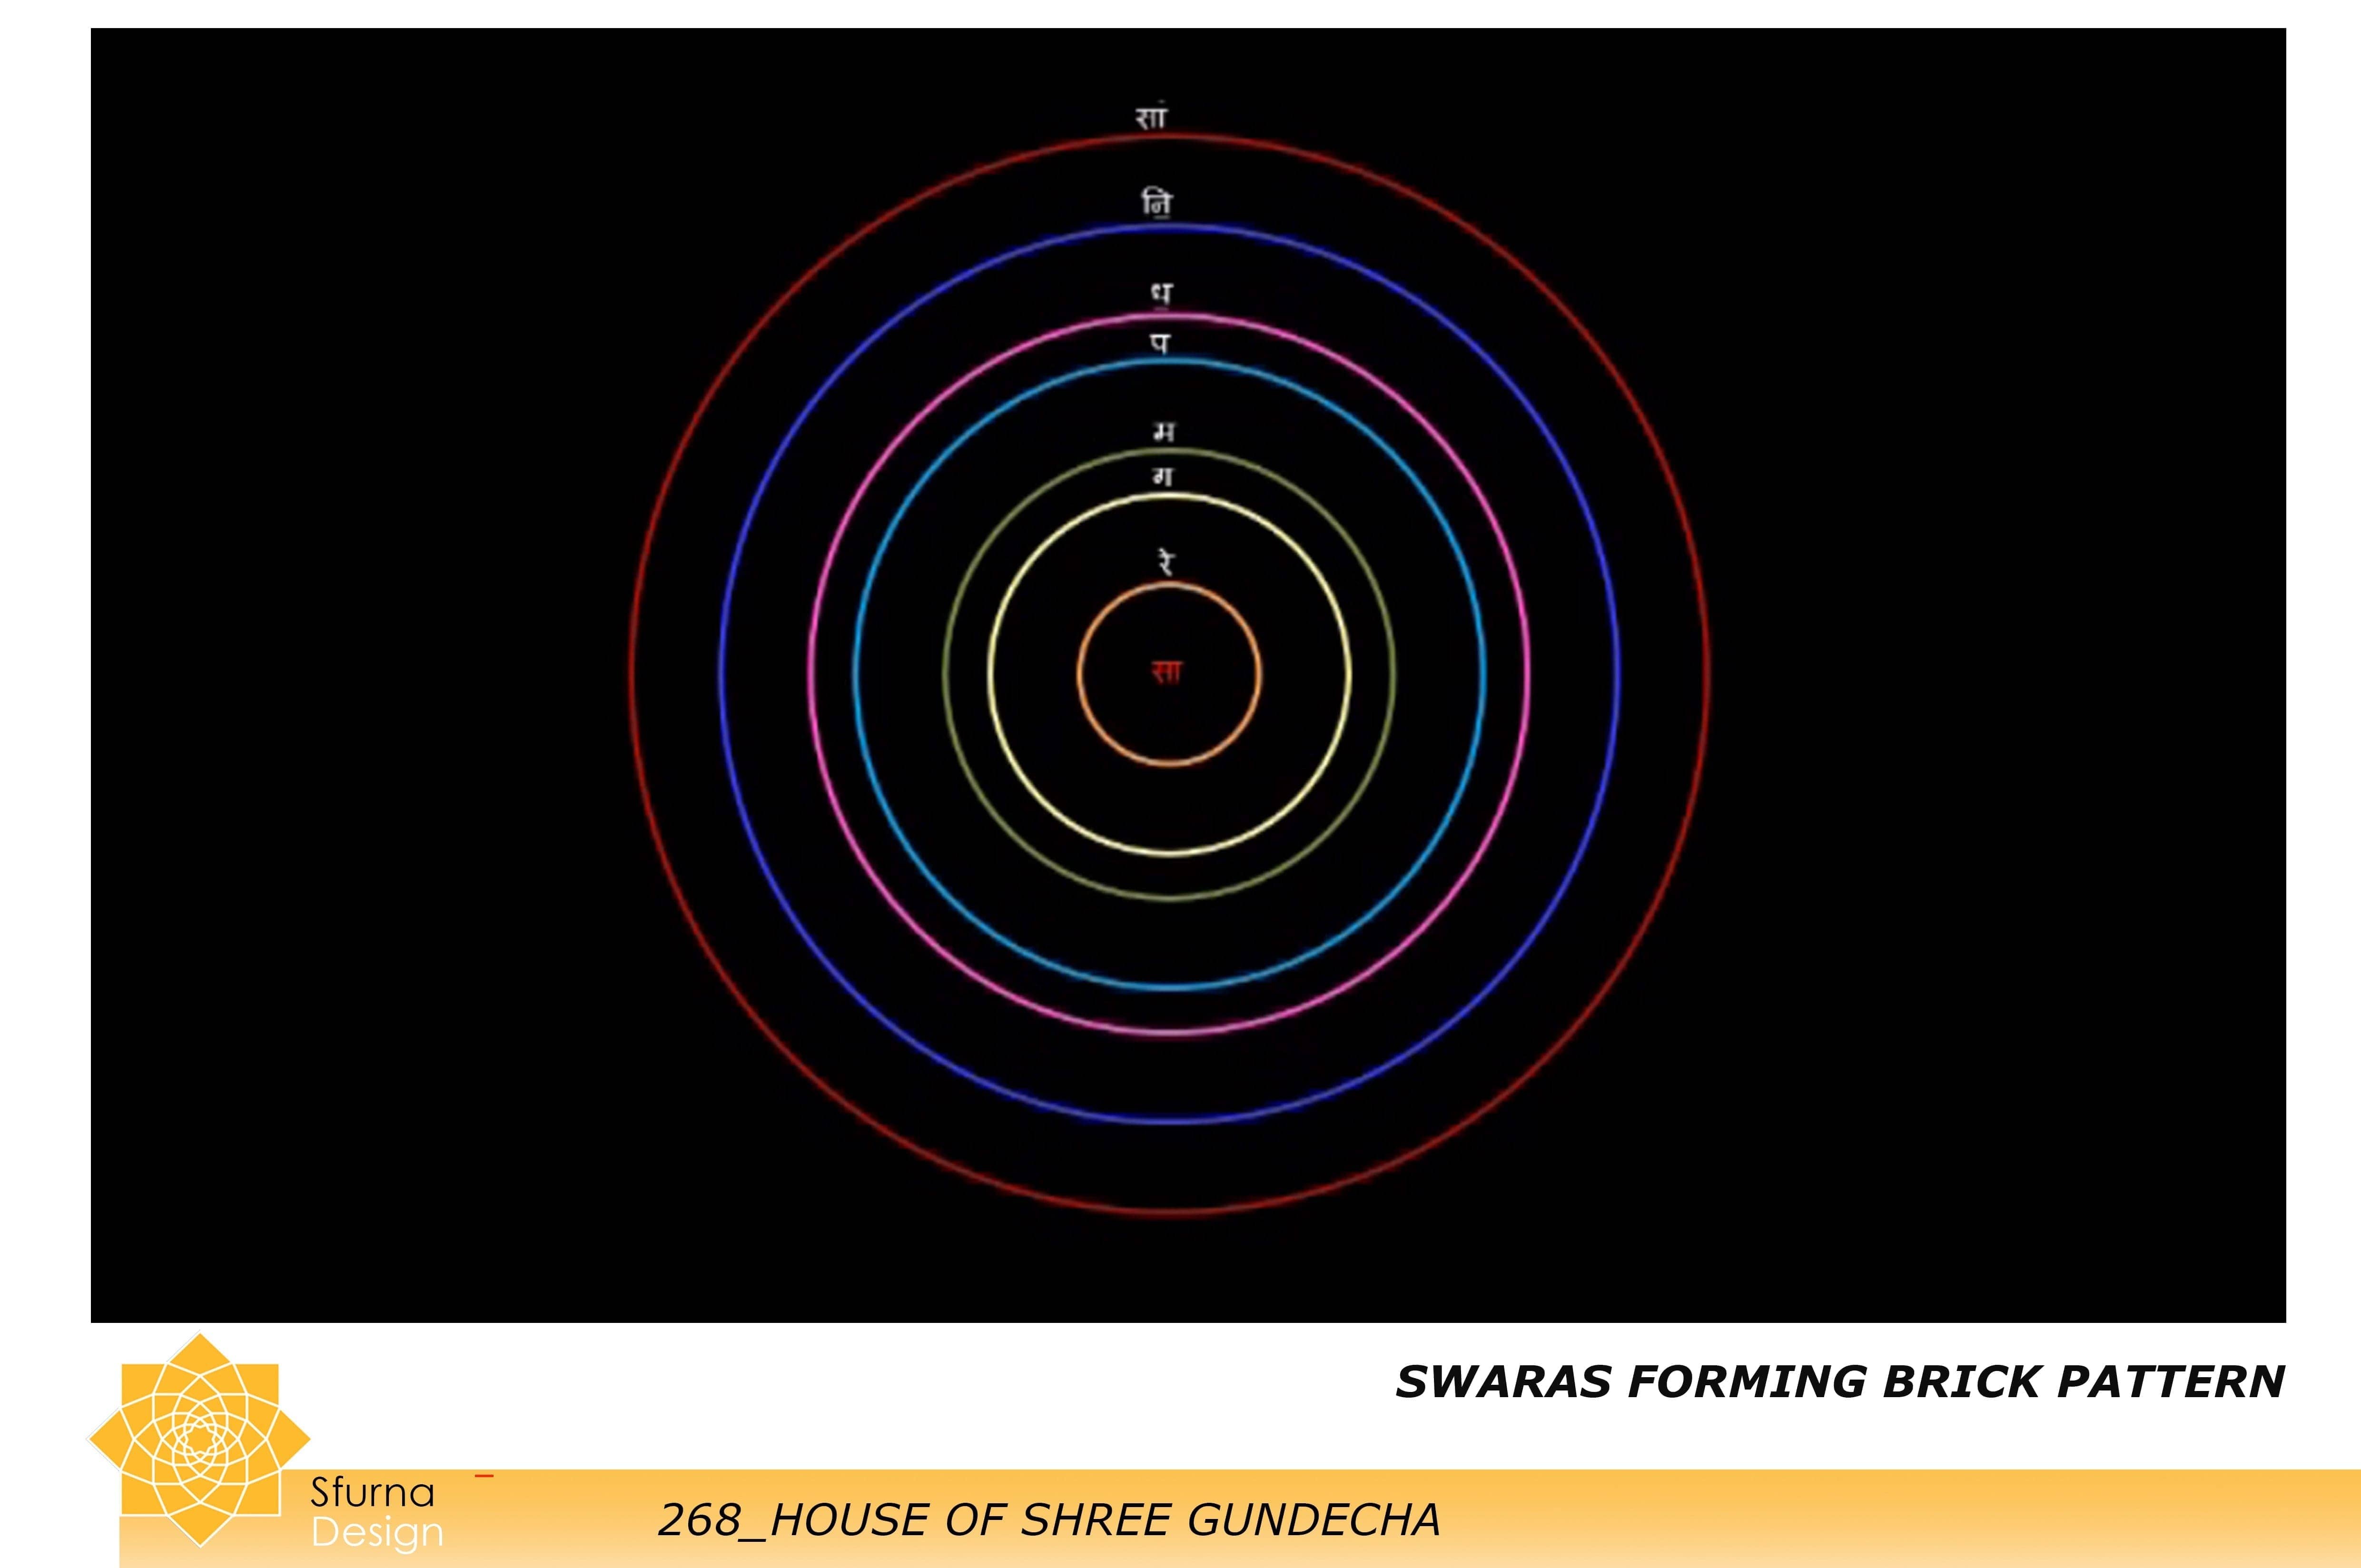 सां
नि॒
ध॒
प
म
ग
रे
सा
SWARAS FORMING BRICK PATTERN
Sfurna
Design
268_HOUSE OF SHREE GUNDECHA